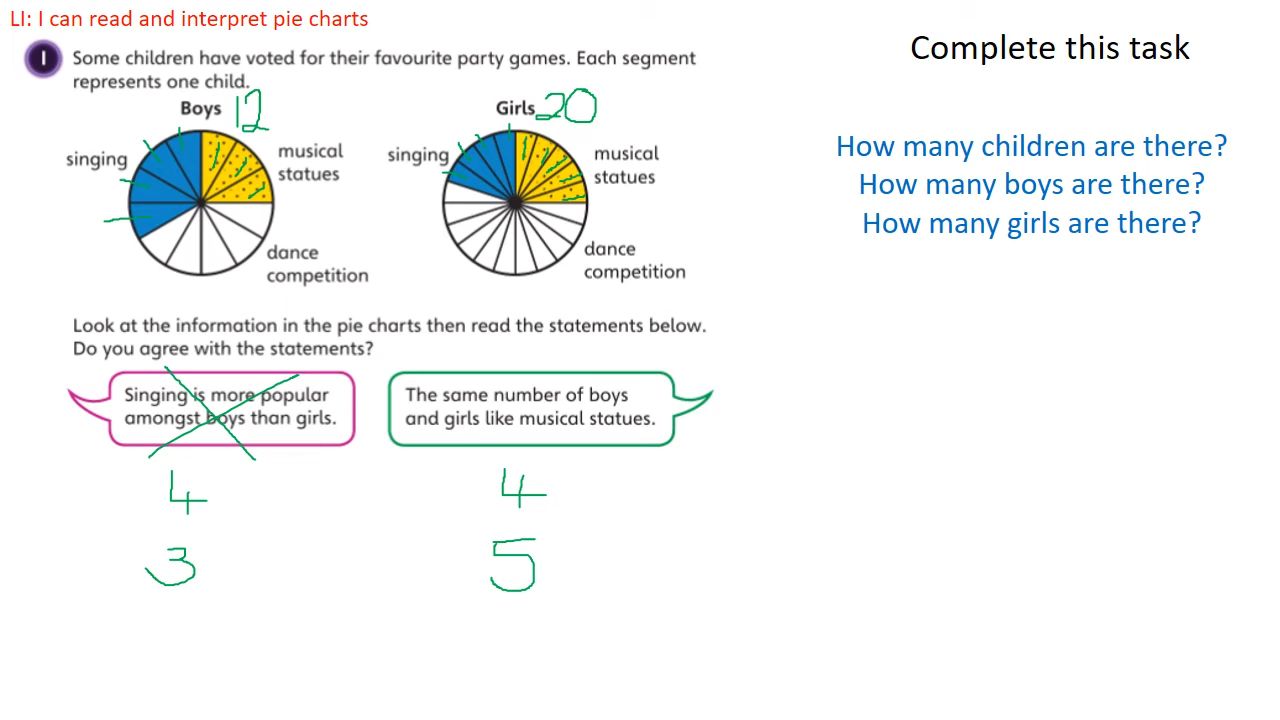 LI: I can read and interpret pie charts
Complete this task
1 Some children have voted for their favourite party games. Each segment
represents one child.
How many children are there?
How many boys are there?
How many girls are there?
Boys 12
singing
musical
statues
dance
competition
Girls 20
singing
musical
statues
dance
competition
Look at the information in the pie charts then read the statements below.
Do you agree with the statements?
Singing is more popular
amongst boys than girls.
The same number of boys
and girls like musical statues.
4
3
4
5